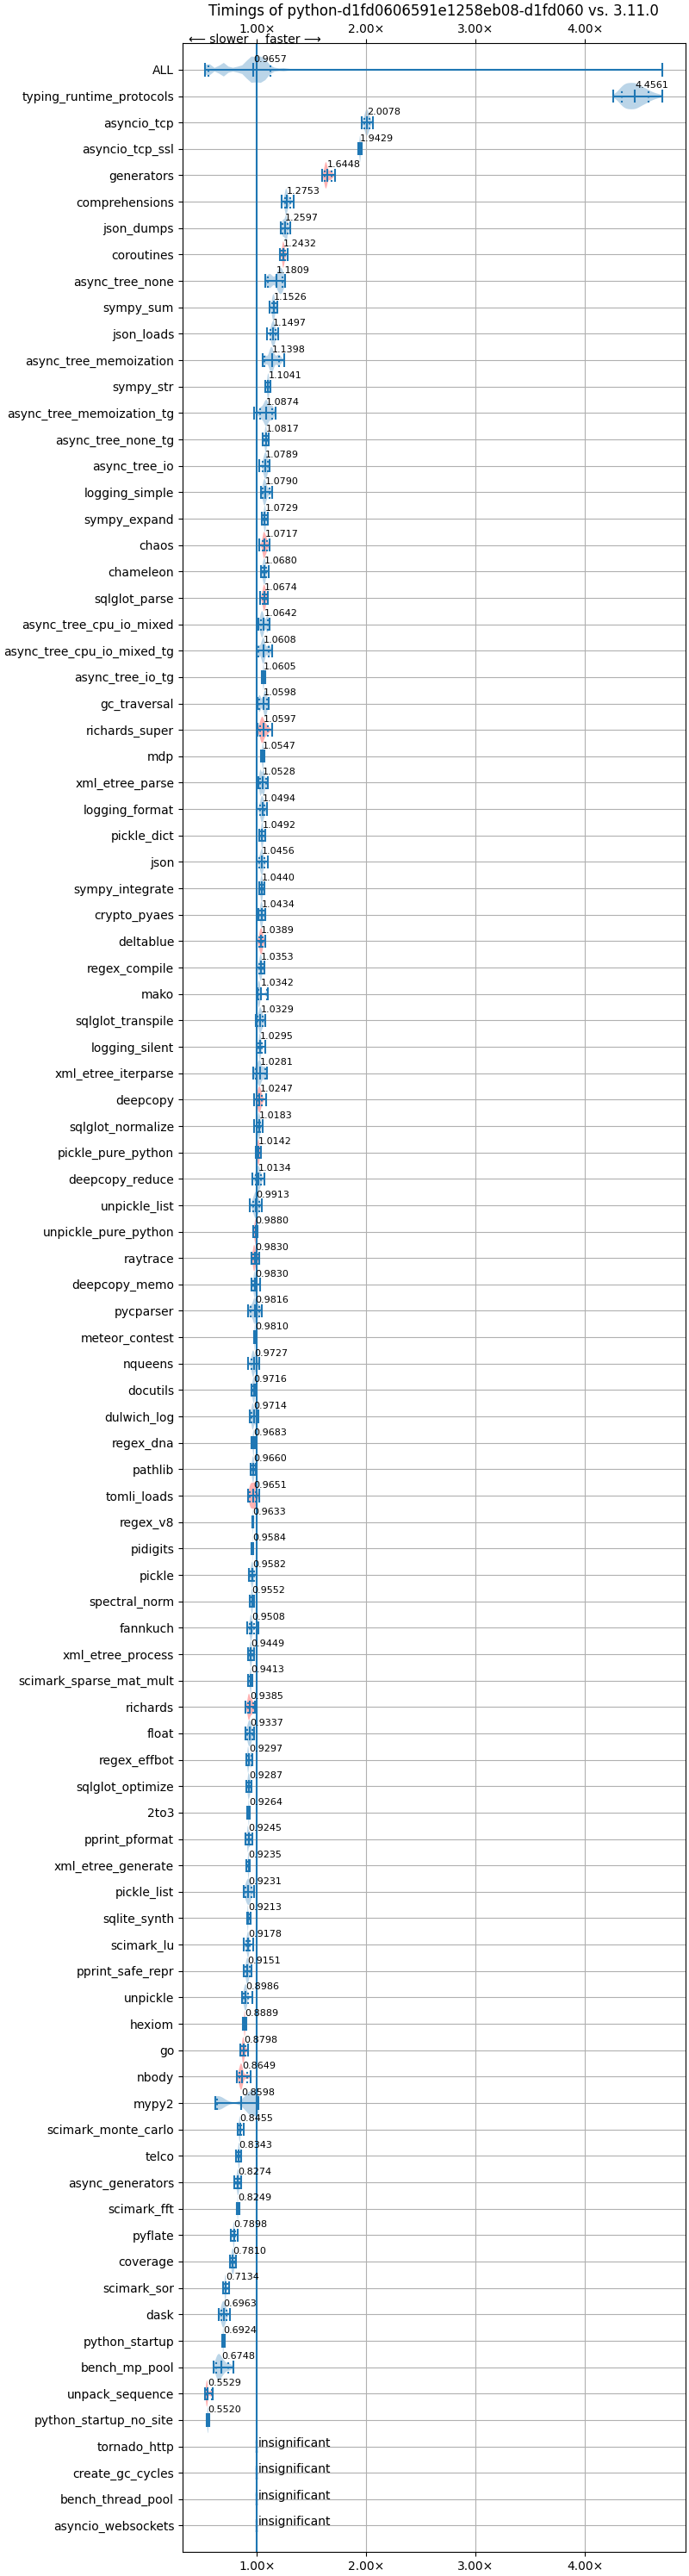 Timings of python-d1fd0606591e1258eb08-d1fd060 vs. 3.11.0
1.00× 2.00× 3.00× 4.00×
⟵ slower faster ⟶
ALL 0.9657
typing_runtime_protocols 4.4561
asyncio_tcp 2.0078
asyncio_tcp_ssl 1.9429
generators 1.6448
comprehensions 1.2753
json_dumps 1.2597
coroutines 1.2432
async_tree_none 1.1809
sympy_sum 1.1526
json_loads 1.1497
async_tree_memoization 1.1398
sympy_str 1.1041
async_tree_memoization_tg 1.0874
async_tree_none_tg 1.0817
async_tree_io 1.0789
logging_simple 1.0790
sympy_expand 1.0729
chaos 1.0717
chameleon 1.0680
sqlglot_parse 1.0674
async_tree_cpu_io_mixed 1.0642
async_tree_cpu_io_mixed_tg 1.0608
async_tree_io_tg 1.0605
gc_traversal 1.0598
richards_super 1.0597
mdp 1.0547
xml_etree_parse 1.0528
logging_format 1.0494
pickle_dict 1.0492
json 1.0456
sympy_integrate 1.0440
crypto_pyaes 1.0434
deltablue 1.0389
regex_compile 1.0353
mako 1.0342
sqlglot_transpile 1.0329
logging_silent 1.0295
xml_etree_iterparse 1.0281
deepcopy 1.0247
sqlglot_normalize 1.0183
pickle_pure_python 1.0142
deepcopy_reduce 1.0134
unpickle_list 0.9913
unpickle_pure_python 0.9880
raytrace 0.9830
deepcopy_memo 0.9830
pycparser 0.9816
meteor_contest 0.9810
nqueens 0.9727
docutils 0.9716
dulwich_log 0.9714
regex_dna 0.9683
pathlib 0.9660
tomli_loads 0.9651
regex_v8 0.9633
pidigits 0.9584
pickle 0.9582
spectral_norm 0.9552
fannkuch 0.9508
xml_etree_process 0.9449
scimark_sparse_mat_mult 0.9413
richards 0.9385
float 0.9337
regex_effbot 0.9297
sqlglot_optimize 0.9287
2to3 0.9264
pprint_pformat 0.9245
xml_etree_generate 0.9235
pickle_list 0.9231
sqlite_synth 0.9213
scimark_lu 0.9178
pprint_safe_repr 0.9151
unpickle 0.8986
hexiom 0.8889
go 0.8798
nbody 0.8649
mypy2 0.8598
scimark_monte_carlo 0.8455
telco 0.8343
async_generators 0.8274
scimark_fft 0.8249
pyflate 0.7898
coverage 0.7810
scimark_sor 0.7134
dask 0.6963
python_startup 0.6924
bench_mp_pool 0.6748
unpack_sequence 0.5529
python_startup_no_site 0.5520
tornado_http insignificant
create_gc_cycles insignificant
bench_thread_pool insignificant
asyncio_websockets insignificant
1.00× 2.00× 3.00× 4.00×